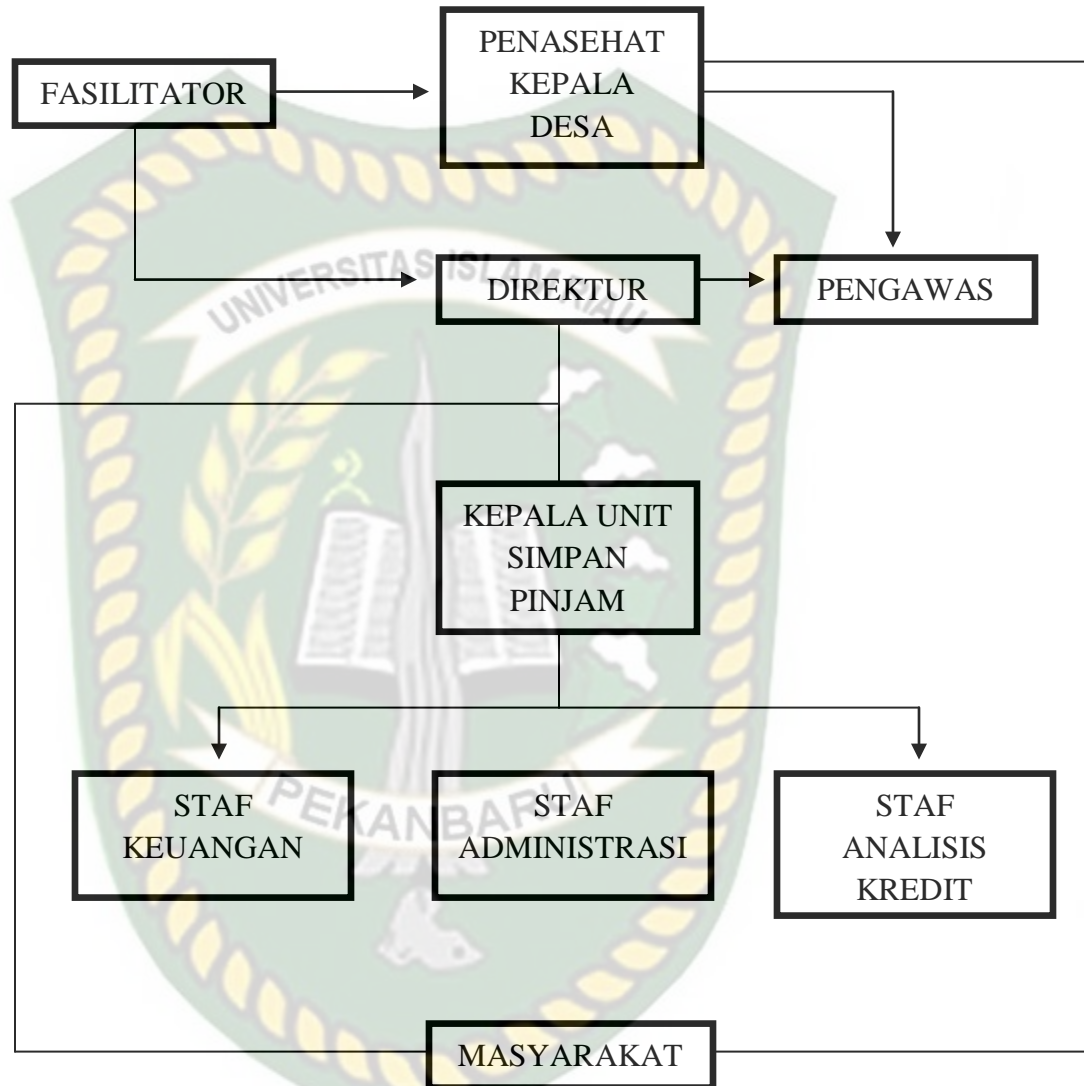 PENASEHAT
KEPALA
DESA
FASILITATOR
UNIVERSITAS ISLAM RIAU
DIREKTUR
PENGAWAS
KEPALA UNIT
SIMPAN
PINJAM
STAF
KEUANGAN
STAF
ADMINISTRASI
STAF
ANALISIS
KREDIT
PEKANBARU
MASYARAKAT